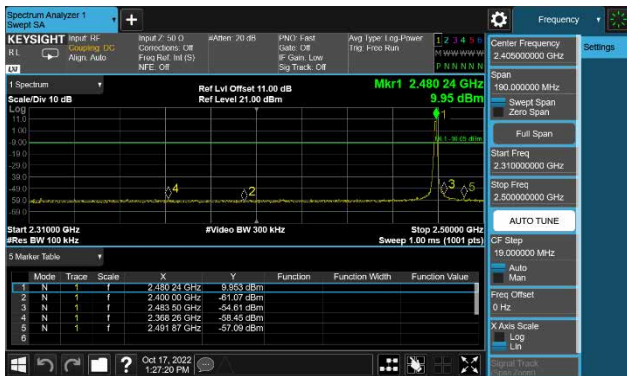 Spectrum Analyzer 1
Swept SA
+
Frequency
KEYSIGHT
RL
LXI
Input: RF
Coupling: DC
Align: Auto
Input Z: 50 Ω
Corrections: Off
Freq Ref: Int (S)
NFE: Off
#Atten: 20 dB
PNO: Fast
Gate: Off
IF Gain: Low
Sig Track: Off
Avg Type: Log-Power
Trig: Free Run
1 2 3 4 5 6
M W W W W W
P N N N N N
1 Spectrum
Scale/Div 10 dB
Ref Lvl Offset 11.00 dB
Ref Level 21.00 dBm
Mkr1 2.480 24 GHz
9.95 dBm
Log
11.0
1.00
-9.00
-19.0
-29.0
-39.0
-49.0
-59.0
-69.0
1
2
3
4
5
Start 2.31000 GHz
#Video BW 300 kHz
Stop 2.50000 GHz
#Res BW 100 kHz
Sweep 1.00 ms (1001 pts)
5 Marker Table
Mode Trace Scale X Y Function Function Width Function Value
1 N 1 f 2.480 24 GHz 9.953 dBm
2 N 1 f 2.400 00 GHz -61.07 dBm
3 N 1 f 2.483 50 GHz -54.61 dBm
4 N 1 f 2.368 26 GHz -58.45 dBm
5 N 1 f 2.491 87 GHz -57.09 dBm
6
Oct 17, 2022
1:27:20 PM
Center Frequency
2.405000000 GHz
Settings
Span
190.000000 MHz
Swept Span
Zero Span
Full Span
Start Freq
2.310000000 GHz
Stop Freq
2.500000000 GHz
AUTO TUNE
CF Step
19.000000 MHz
Auto
Man
Freq Offset
0 Hz
X Axis Scale
Log
Lin
Signal Track
(Span Zoom)